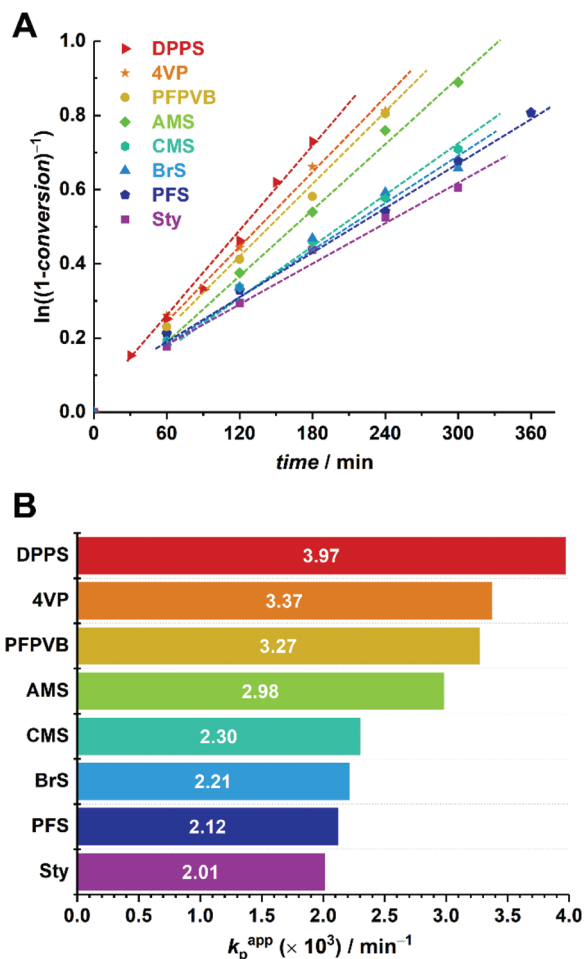 A
DPPS
4VP
PFPVB
AMS
CMS
BrS
PFS
Sty
ln((1-conversion)⁻¹)
1.0
0.8
0.6
0.4
0.2
0.0
0 60 120 180 240 300 360
time / min
B
DPPS 3.97
4VP 3.37
PFPVB 3.27
AMS 2.98
CMS 2.30
BrS 2.21
PFS 2.12
Sty 2.01
0.0 0.5 1.0 1.5 2.0 2.5 3.0 3.5 4.0
kₚᵃᵖᵖ (× 10³) / min⁻¹